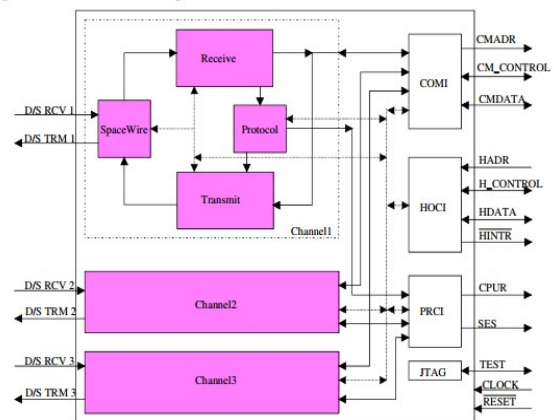 CMADR
Receive
CM_CONTROL
COMI
CMDATA
D/S RCV 1
SpaceWire
Protocol
D/S TRM 1
HADR
H_CONTROL
Transmit
HOCI
HDATA
Channel1
HINTR
D/S RCV 2
CPUR
Channel2
PRCI
D/S TRM 2
SES
D/S RCV 3
TEST
Channel3
JTAG
CLOCK
D/S TRM 3
RESET